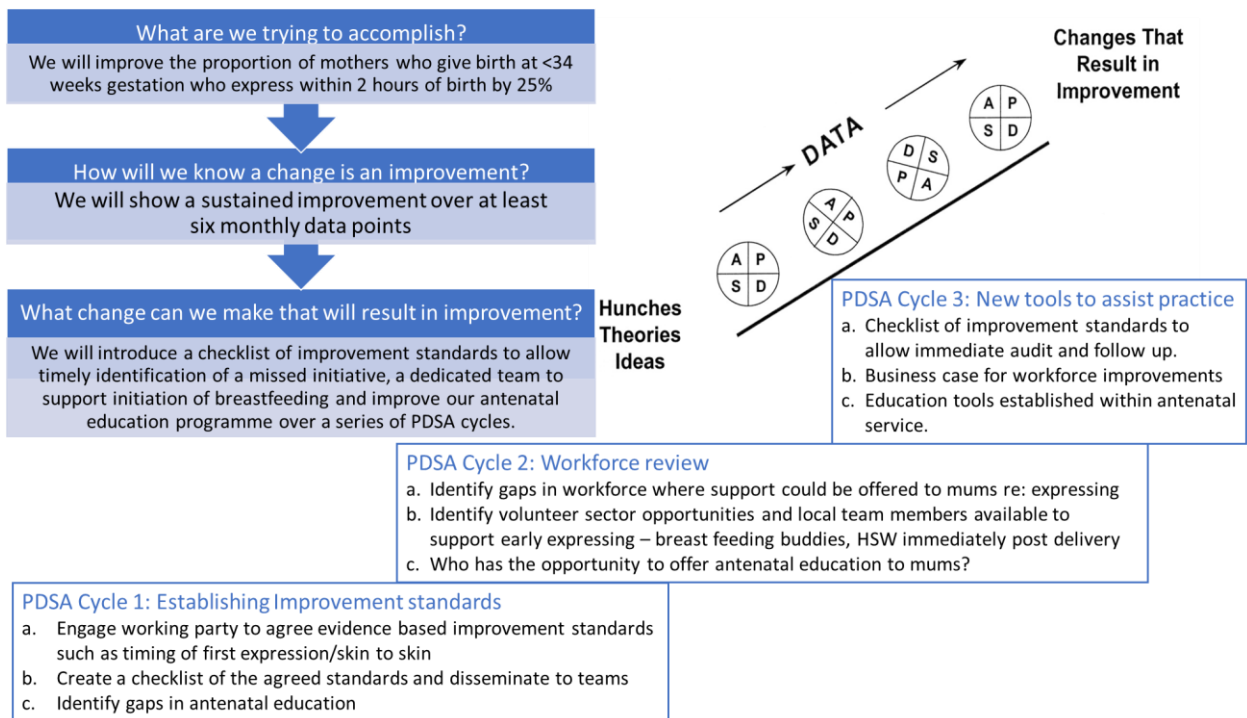 What are we trying to accomplish?
We will improve the proportion of mothers who give birth at <34
weeks gestation who express within 2 hours of birth by 25%
How will we know a change is an improvement?
We will show a sustained improvement over at least
six monthly data points
What change can we make that will result in improvement?
We will introduce a checklist of improvement standards to allow
timely identification of a missed initiative, a dedicated team to
support initiation of breastfeeding and improve our antenatal
education programme over a series of PDSA cycles.
Hunches
Theories
Ideas
A P
S D
A P
S D
DATA
D S
P A
A P
S D
Changes That
Result in
Improvement
PDSA Cycle 3: New tools to assist practice
a. Checklist of improvement standards to
allow immediate audit and follow up.
b. Business case for workforce improvements
c. Education tools established within antenatal
service.
PDSA Cycle 2: Workforce review
a. Identify gaps in workforce where support could be offered to mums re: expressing
b. Identify volunteer sector opportunities and local team members available to
support early expressing – breast feeding buddies, HSW immediately post delivery
c. Who has the opportunity to offer antenatal education to mums?
PDSA Cycle 1: Establishing Improvement standards
a. Engage working party to agree evidence based improvement standards
such as timing of first expression/skin to skin
b. Create a checklist of the agreed standards and disseminate to teams
c. Identify gaps in antenatal education